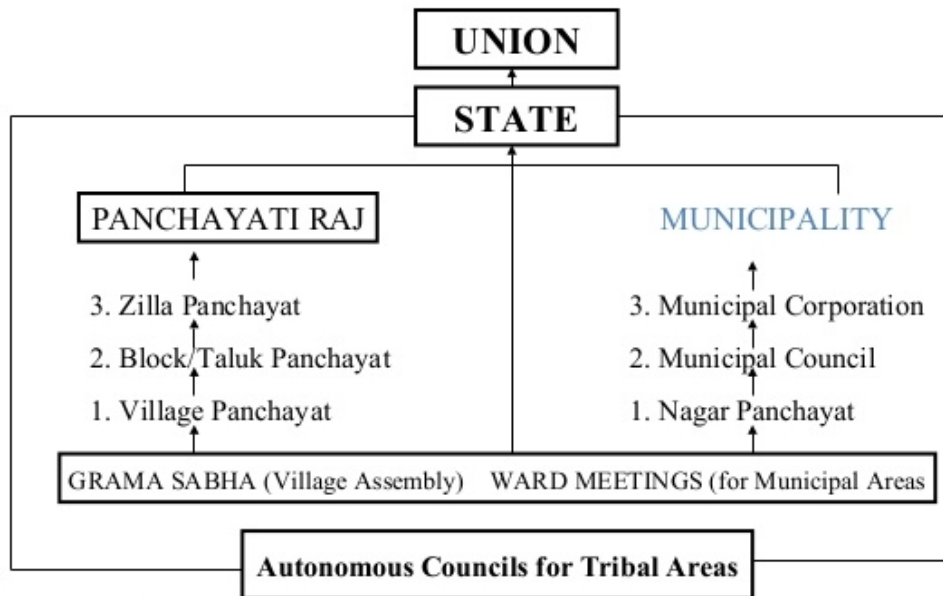 UNION
STATE
PANCHAYATI RAJ
MUNICIPALITY
3. Zilla Panchayat
3. Municipal Corporation
2. Block/Taluk Panchayat
2. Municipal Council
1. Village Panchayat
1. Nagar Panchayat
GRAMA SABHA (Village Assembly) WARD MEETINGS (for Municipal Areas
Autonomous Councils for Tribal Areas